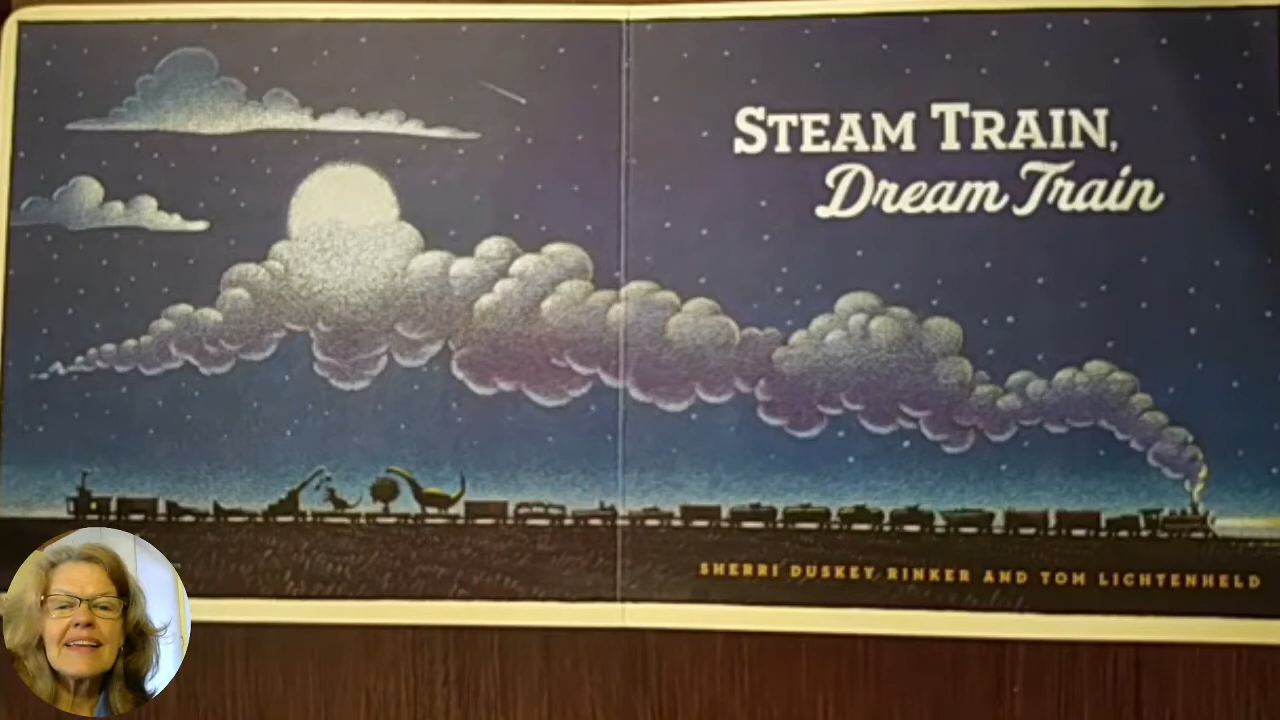 STEAM TRAIN,
Dream Train
SHERRI DUSKEY RINKER AND TOM LICHTENHELD